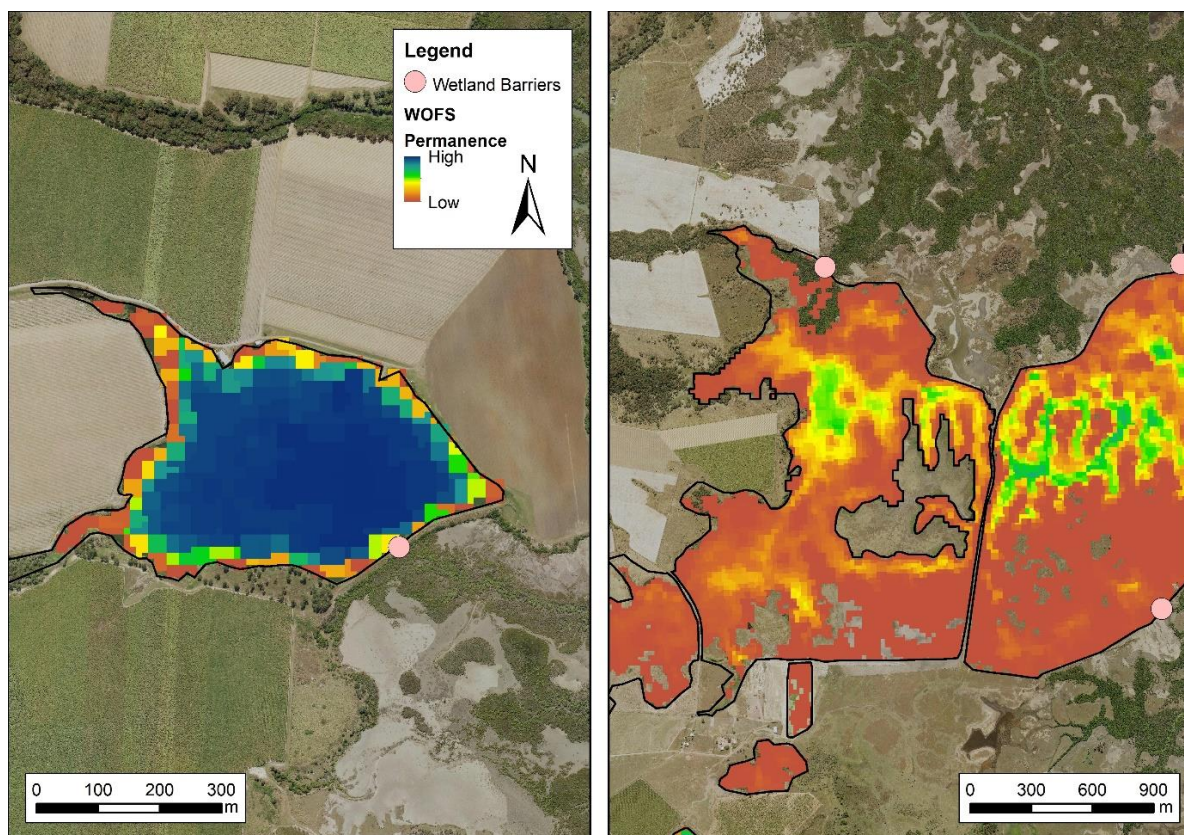 Legend
Wetland Barriers
WOFS
Permanence
High
Low
N
0 100 200 300
m
0 300 600 900
m